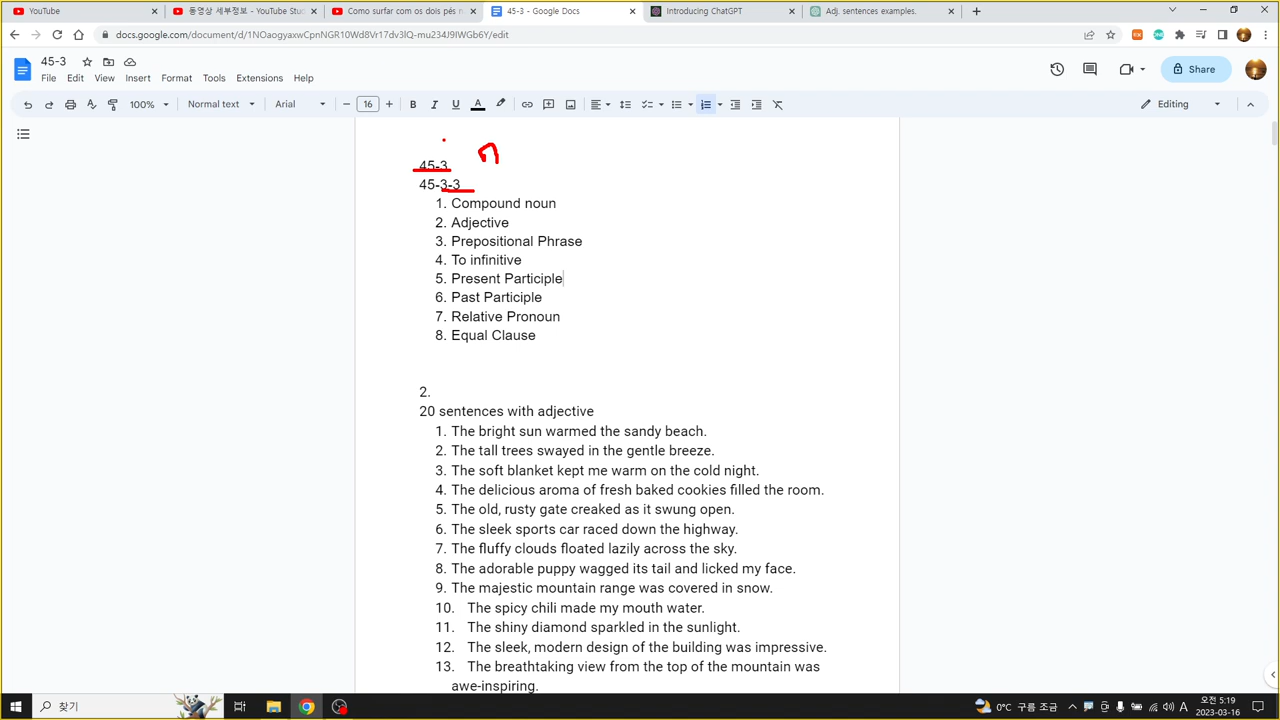 YouTube
동영상 세부정보 - YouTube Stud
Como surfar com os dois pés n
45-3 - Google Docs
Introducing ChatGPT
Adj. sentences examples.
docs.google.com/document/d/1NOaogyaxwCpnNGR10Wd8Vr17dv3lQ-mu234J9IWGb6Y/edit
45-3
File Edit View Insert Format Tools Extensions Help
Share
100% Normal text Arial 16 B I U A Editing
45-3
45-3-3
1. Compound noun
2. Adjective
3. Prepositional Phrase
4. To infinitive
5. Present Participle
6. Past Participle
7. Relative Pronoun
8. Equal Clause
2.
20 sentences with adjective
1. The bright sun warmed the sandy beach.
2. The tall trees swayed in the gentle breeze.
3. The soft blanket kept me warm on the cold night.
4. The delicious aroma of fresh baked cookies filled the room.
5. The old, rusty gate creaked as it swung open.
6. The sleek sports car raced down the highway.
7. The fluffy clouds floated lazily across the sky.
8. The adorable puppy wagged its tail and licked my face.
9. The majestic mountain range was covered in snow.
10. The spicy chili made my mouth water.
11. The shiny diamond sparkled in the sunlight.
12. The sleek, modern design of the building was impressive.
13. The breathtaking view from the top of the mountain was
awe-inspiring.
찾기
0°C 구름 조금
A
오전 5:19
2023-03-16